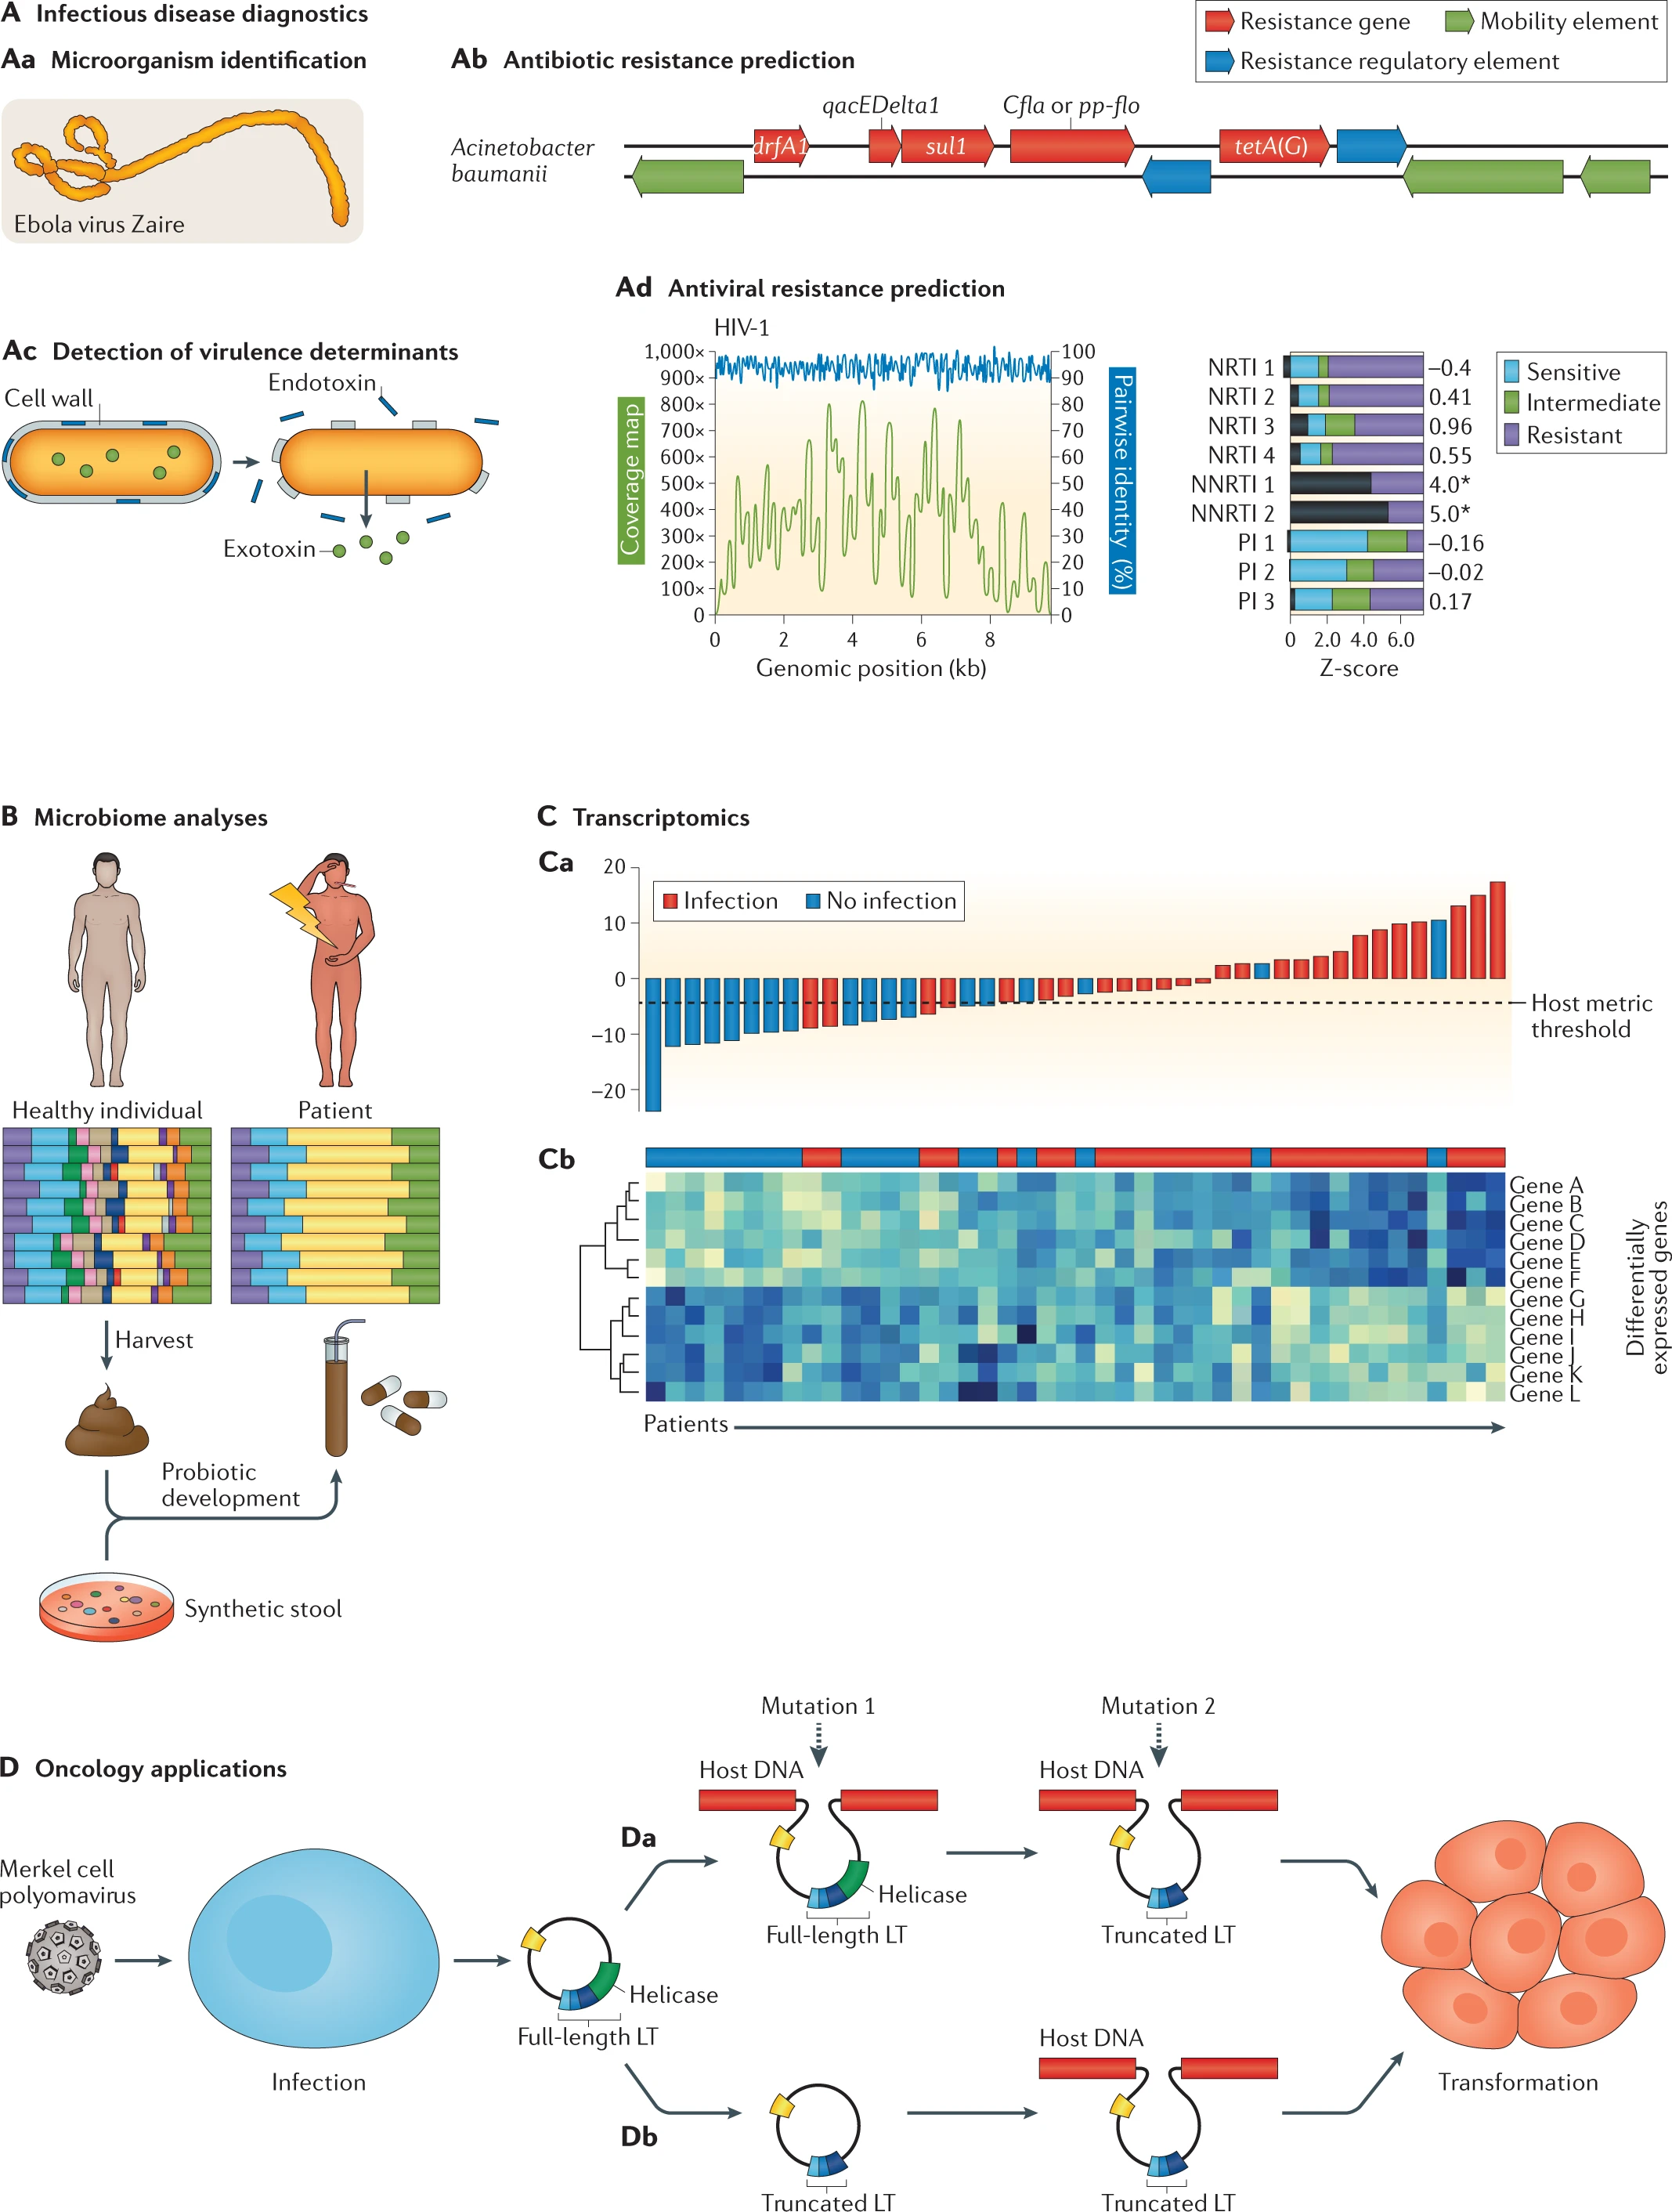 A Infectious disease diagnostics
Aa Microorganism identification
Ebola virus Zaire
Ab Antibiotic resistance prediction
Resistance gene
Mobility element
Resistance regulatory element
qacEDelta1
Cfla or pp-flo
Acinetobacter
baumanii
drfA1
sul1
tetA(G)
Ac Detection of virulence determinants
Cell wall
Endotoxin
Exotoxin
Ad Antiviral resistance prediction
HIV-1
Coverage map
1,000×
900×
800×
700×
600×
500×
400×
300×
200×
100×
0
100
90
80
70
60
50
40
30
20
10
0
Pairwise identity (%)
0 2 4 6 8
Genomic position (kb)
NRTI 1 –0.4
NRTI 2 0.41
NRTI 3 0.96
NRTI 4 0.55
NNRTI 1 4.0*
NNRTI 2 5.0*
PI 1 –0.16
PI 2 –0.02
PI 3 0.17
0 2.0 4.0 6.0
Z-score
Sensitive
Intermediate
Resistant
B Microbiome analyses
Healthy individual
Patient
Harvest
Probiotic
development
Synthetic stool
C Transcriptomics
Ca
20
10
0
–10
–20
Infection
No infection
Host metric
threshold
Cb
Gene A
Gene B
Gene C
Gene D
Gene E
Gene F
Gene G
Gene H
Gene I
Gene J
Gene K
Gene L
Differentially
expressed genes
Patients
D Oncology applications
Merkel cell
polyomavirus
Infection
Helicase
Full-length LT
Da
Mutation 1
Host DNA
Helicase
Full-length LT
Mutation 2
Host DNA
Truncated LT
Db
Truncated LT
Host DNA
Truncated LT
Transformation